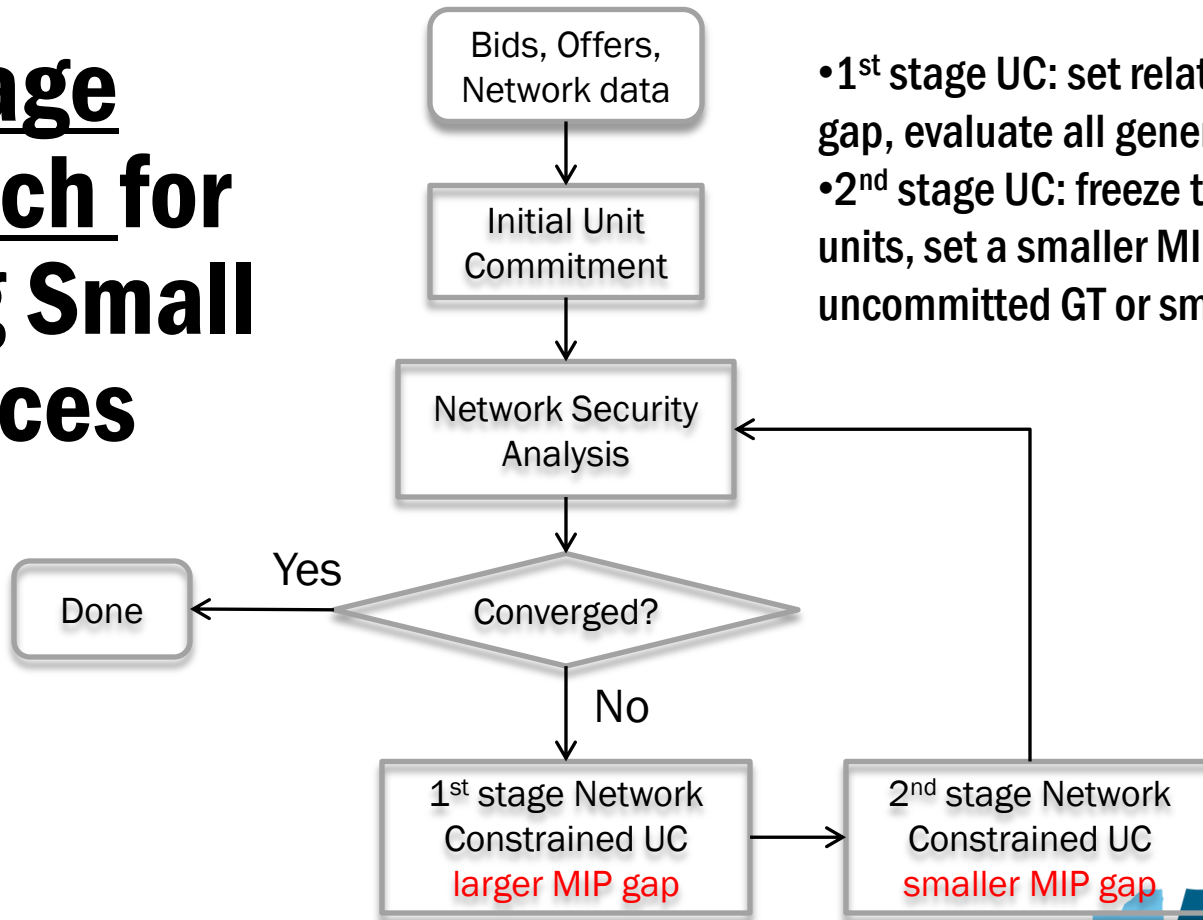 age
ch for
g Small
ces
Bids, Offers,
Network data
Initial Unit
Commitment
Network Security
Analysis
Converged?
Yes
Done
No
1st stage Network
Constrained UC
larger MIP gap
2nd stage Network
Constrained UC
smaller MIP gap
•1st stage UC: set relat
gap, evaluate all gener
•2nd stage UC: freeze t
units, set a smaller MI
uncommitted GT or sm